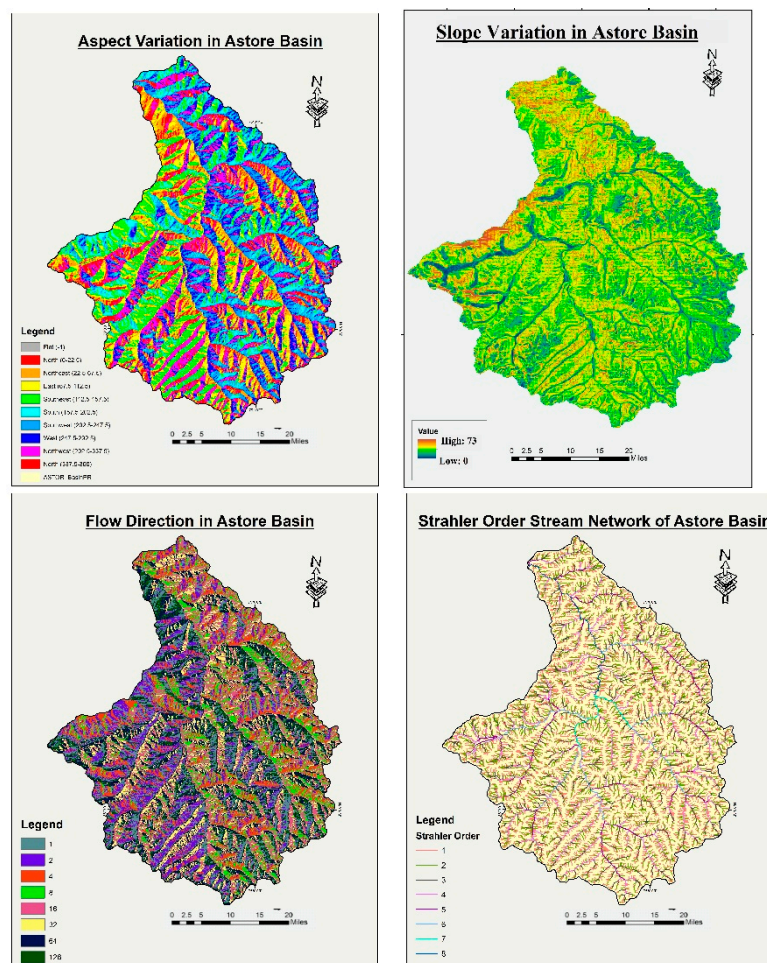 Aspect Variation in Astore Basin
N
Legend
Flat (-1)
North (0-22.5)
Northeast (22.5-67.5)
East (67.5-112.5)
Southeast (112.5-157.5)
South (157.5-202.5)
Southwest (202.5-247.5)
West (247.5-292.5)
Northwest (292.5-337.5)
North (337.5-360)
0 2.5 5 10 15 20
Miles
Slope Variation in Astore Basin
N
Value
High: 73
Low: 0
0 2.5 5 10 15 20
Miles
Flow Direction in Astore Basin
N
Legend
1
2
4
8
16
32
64
128
0 2.5 5 10 15 20
Miles
Strahler Order Stream Network of Astore Basin
N
Legend
Strahler Order
1
2
3
4
5
6
7
8
0 2.5 5 10 15 20
Miles